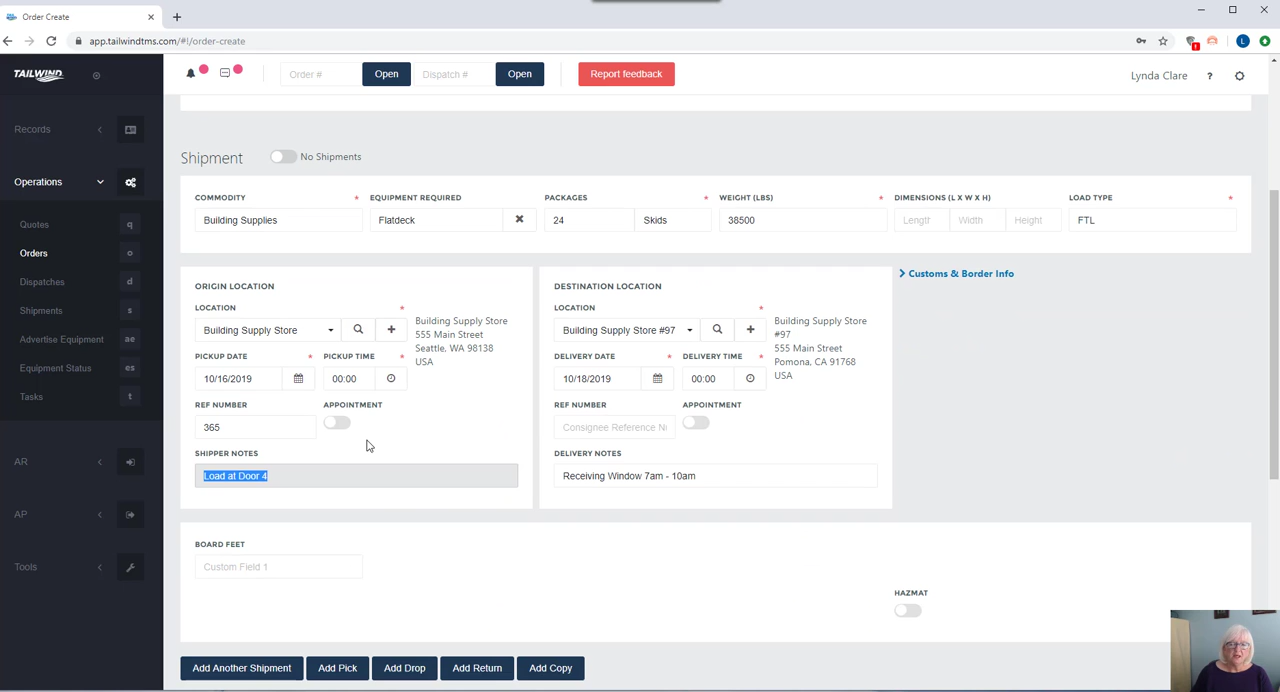 Order Create
app.tailwindtms.com/#!/order-create
L
TAILWIND
Order # Open Dispatch # Open Report feedback
Lynda Clare ?
Records
Operations
Quotes q
Orders o
Dispatches d
Shipments s
Advertise Equipment ae
Equipment Status es
Tasks t
AR
AP
Tools
Shipment No Shipments
COMMODITY * EQUIPMENT REQUIRED PACKAGES * WEIGHT (LBS) * DIMENSIONS (L X W X H) LOAD TYPE *
Building Supplies Flatdeck 24 Skids 38500 Length Width Height FTL
ORIGIN LOCATION
LOCATION *
Building Supply Store
Building Supply Store
555 Main Street
Seattle, WA 98138
USA
PICKUP DATE * PICKUP TIME *
10/16/2019 00:00
REF NUMBER APPOINTMENT
365
SHIPPER NOTES
Load at Door 4
DESTINATION LOCATION
LOCATION *
Building Supply Store #97
Building Supply Store
#97
555 Main Street
Pomona, CA 91768
USA
DELIVERY DATE * DELIVERY TIME *
10/18/2019 00:00
REF NUMBER APPOINTMENT
Consignee Reference N
DELIVERY NOTES
Receiving Window 7am - 10am
Customs & Border Info
BOARD FEET
Custom Field 1
HAZMAT
Add Another Shipment Add Pick Add Drop Add Return Add Copy